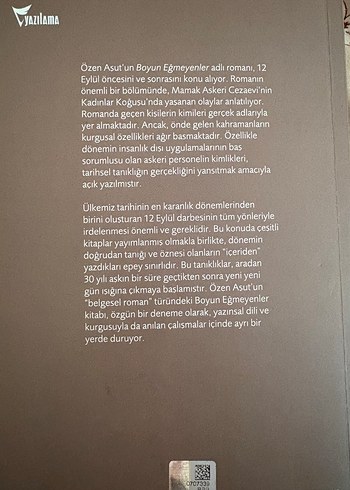 yazılama
Özen Asut'un Boyun Eğmeyenler adlı romanı, 12
Eylül öncesini ve sonrasını konu alıyor. Romanın
önemli bir bölümünde, Mamak Askeri Cezaevi'nin
Kadınlar Koğuşu'nda yaşanan olaylar anlatılıyor.
Romanda geçen kişilerin kimileri gerçek adlarıyla
yer almaktadır. Ancak, önde gelen kahramanların
kurgusal özellikleri ağır basmaktadır. Özellikle
dönemin insanlık dışı uygulamalarının baş
sorumlusu olan askeri personelin kimlikleri,
tarihsel tanıklığın gerçekliğini yansıtmak amacıyla
açık yazılmıştır.
Ülkemiz tarihinin en karanlık dönemlerinden
birini oluşturan 12 Eylül darbesinin tüm yönleriyle
irdelenmesi önemli ve gereklidir. Bu konuda çeşitli
kitaplar yayımlanmış olmakla birlikte, dönemin
doğrudan tanığı ve öznesi olanların "içeriden"
yazdıkları epey sınırlıdır. Bu tanıklıklar, aradan
30 yılı aşkın bir süre geçtikten sonra yeni yeni
gün ışığına çıkmaya başlamıştır. Özen Asut'un
"belgesel roman" türündeki Boyun Eğmeyenler
kitabı, özgün bir deneme olarak, yazınsal dili ve
kurgusuyla da anılan çalışmalar içinde ayrı bir
yerde duruyor.